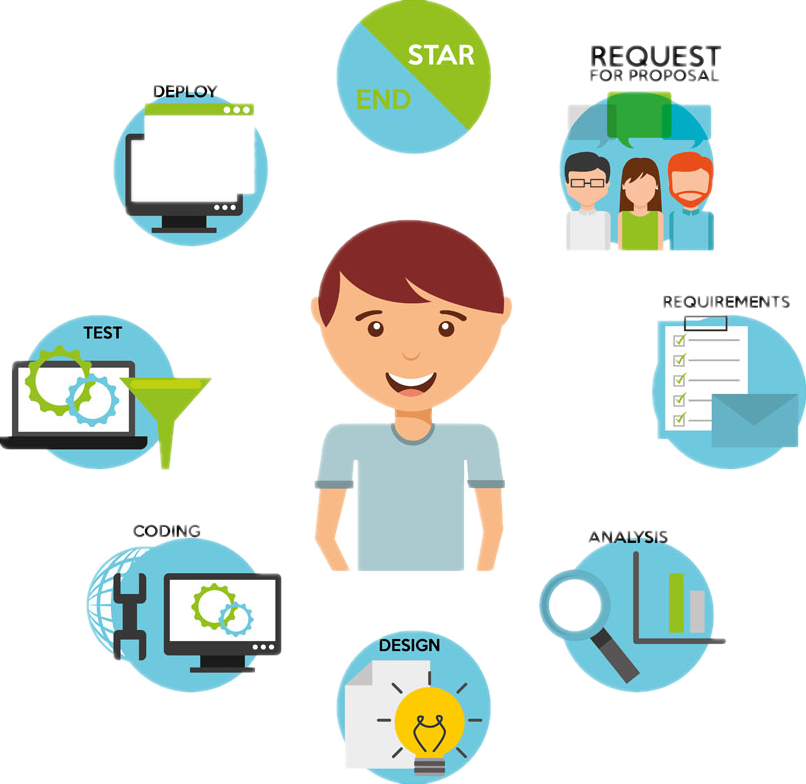 STAR
END
REQUEST
FOR PROPOSAL
REQUIREMENTS
ANALYSIS
DESIGN
CODING
TEST
DEPLOY